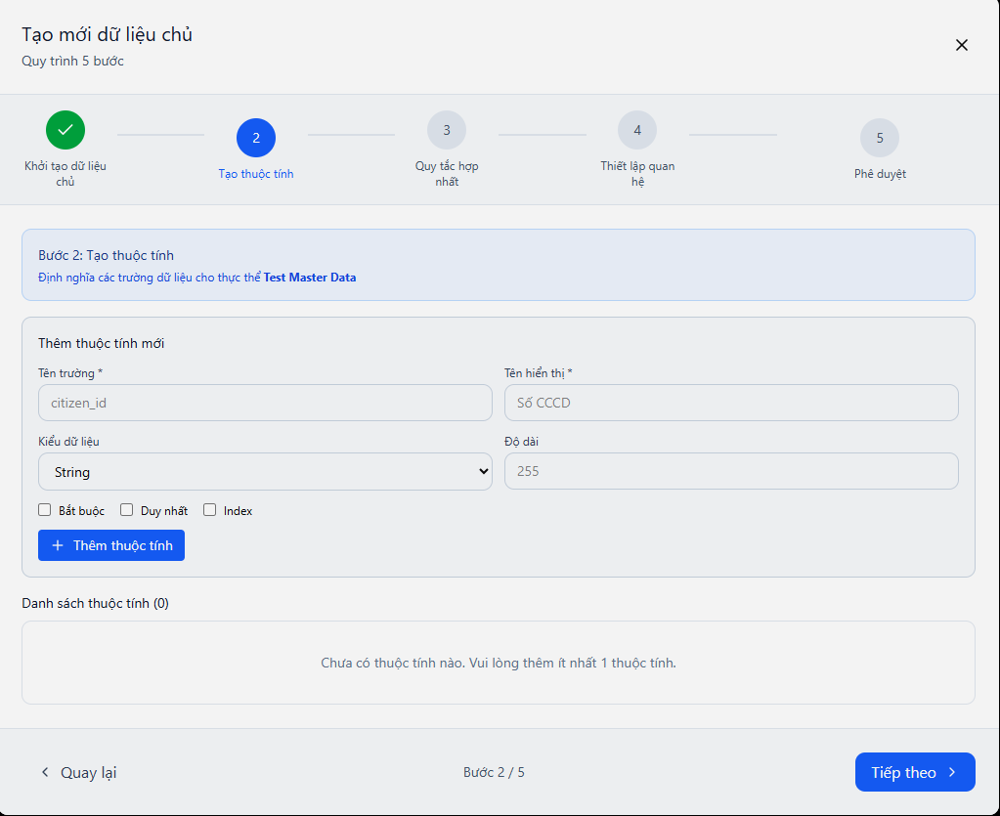 Tạo mới dữ liệu chủ
Quy trình 5 bước
Khởi tạo dữ liệu
chủ
2
Tạo thuộc tính
3
Quy tắc hợp
nhất
4
Thiết lập quan
hệ
5
Phê duyệt
Bước 2: Tạo thuộc tính
Định nghĩa các trường dữ liệu cho thực thể Test Master Data
Thêm thuộc tính mới
Tên trường *
Tên hiển thị *
citizen_id
Số CCCD
Kiểu dữ liệu
Độ dài
String
255
Bắt buộc
Duy nhất
Index
+ Thêm thuộc tính
Danh sách thuộc tính (0)
Chưa có thuộc tính nào. Vui lòng thêm ít nhất 1 thuộc tính.
Quay lại
Bước 2 / 5
Tiếp theo